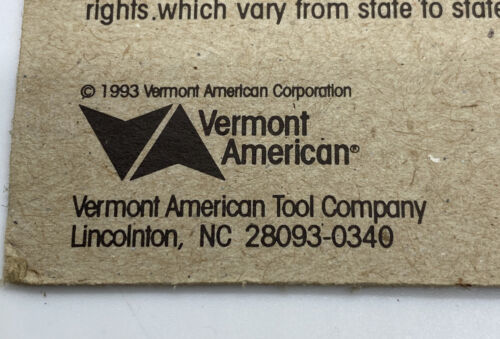 rights.which vary from state to state
© 1993 Vermont American Corporation
Vermont
American®
Vermont American Tool Company
Lincolnton, NC 28093-0340